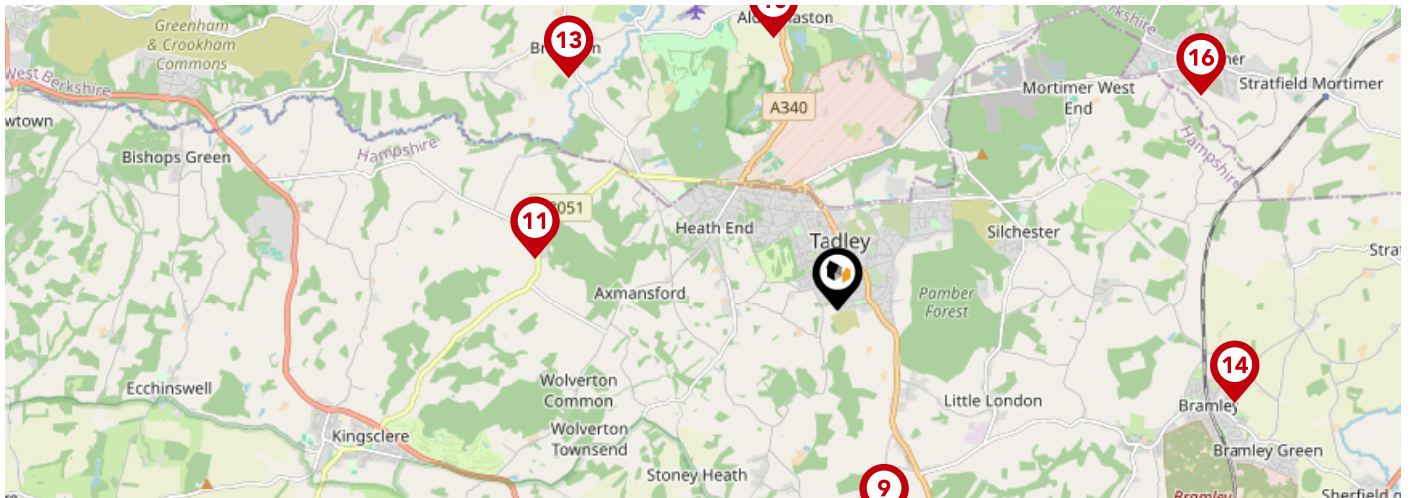 Greenham
& Crookham
Commons
13
16
Stratfield Mortimer
West Berkshire
A340
Mortimer West
End
Bishops Green
Hampshire
Hampshire
11
Heath End
Tadley
Silchester
Axmansford
Pamber
Forest
Ecchinswell
Wolverton
Common
Little London
14
Bramley
Kingsclere
Wolverton
Townsend
Bramley Green
Stoney Heath
9
Bramley